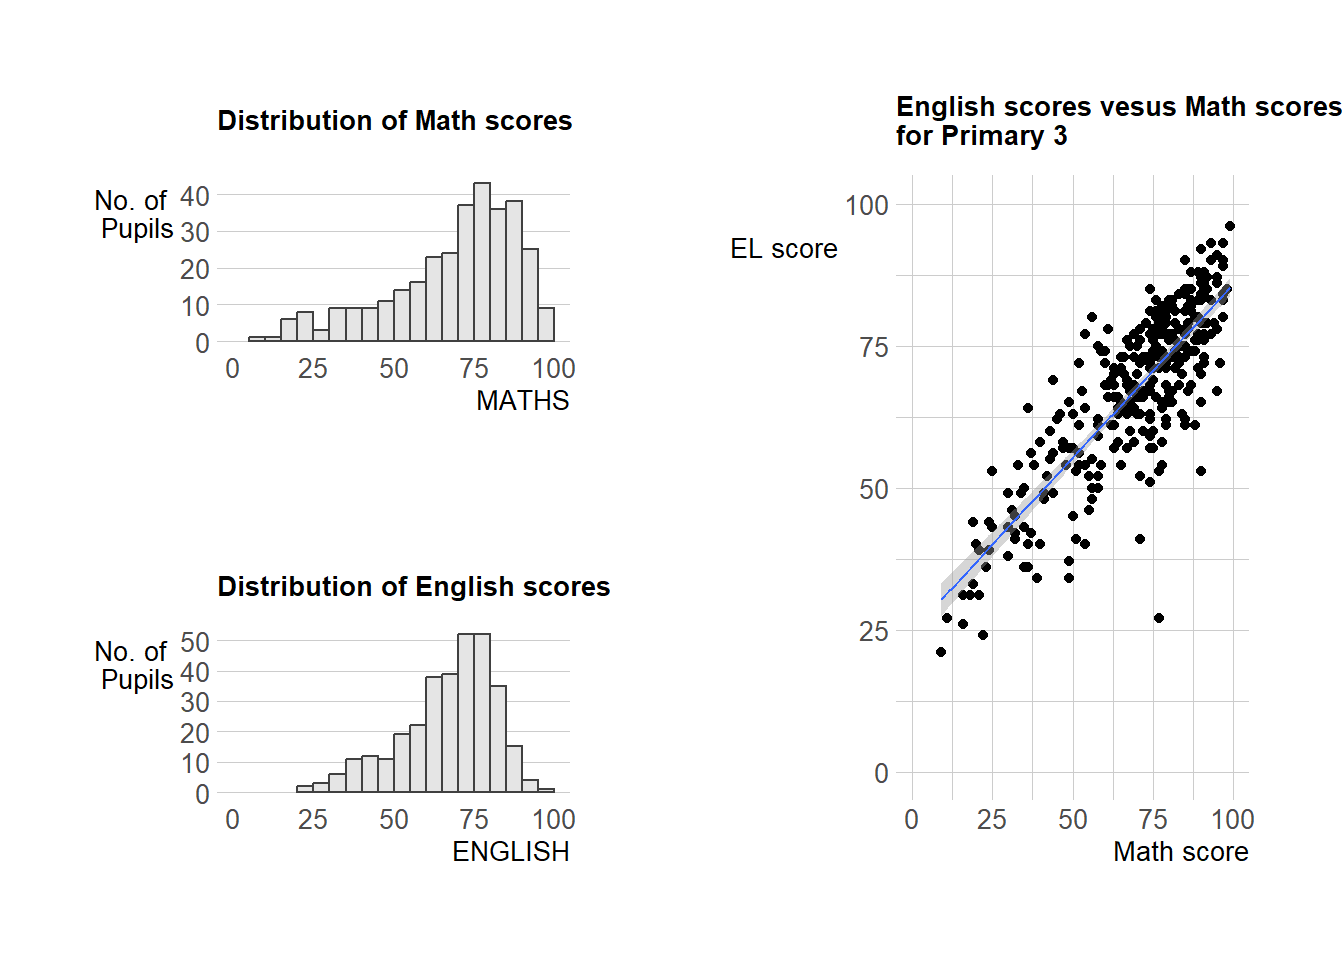 Distribution of Math scores
No. of
Pupils
40
30
20
10
0
0 25 50 75 100
MATHS
Distribution of English scores
No. of
Pupils
50
40
30
20
10
0
0 25 50 75 100
ENGLISH
English scores vesus Math scores
for Primary 3
EL score
100
75
50
25
0
0 25 50 75 100
Math score